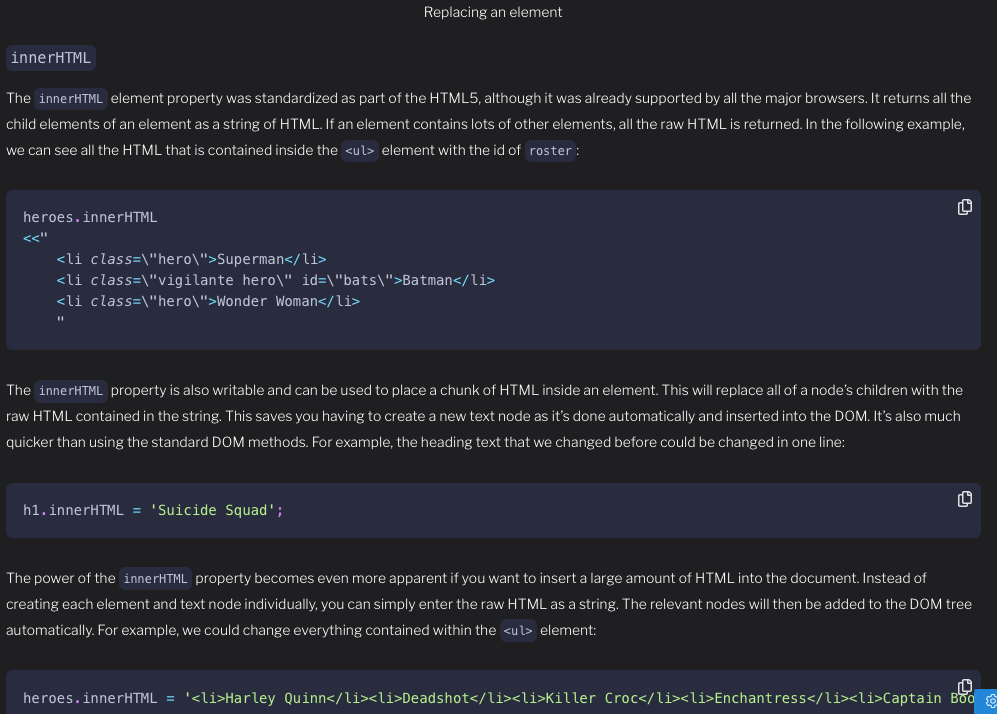 Replacing an element
innerHTML
The innerHTML element property was standardized as part of the HTML5, although it was already supported by all the major browsers. It returns all the
child elements of an element as a string of HTML. If an element contains lots of other elements, all the raw HTML is returned. In the following example,
we can see all the HTML that is contained inside the <ul> element with the id of roster:
heroes.innerHTML
<<"
    <li class=\"hero\">Superman</li>
    <li class=\"vigilante hero\" id=\"bats\">Batman</li>
    <li class=\"hero\">Wonder Woman</li>
    "
The innerHTML property is also writable and can be used to place a chunk of HTML inside an element. This will replace all of a node’s children with the
raw HTML contained in the string. This saves you having to create a new text node as it’s done automatically and inserted into the DOM. It’s also much
quicker than using the standard DOM methods. For example, the heading text that we changed before could be changed in one line:
h1.innerHTML = 'Suicide Squad';
The power of the innerHTML property becomes even more apparent if you want to insert a large amount of HTML into the document. Instead of
creating each element and text node individually, you can simply enter the raw HTML as a string. The relevant nodes will then be added to the DOM tree
automatically. For example, we could change everything contained within the <ul> element:
heroes.innerHTML = '<li>Harley Quinn</li><li>Deadshot</li><li>Killer Croc</li><li>Enchantress</li><li>Captain Boo